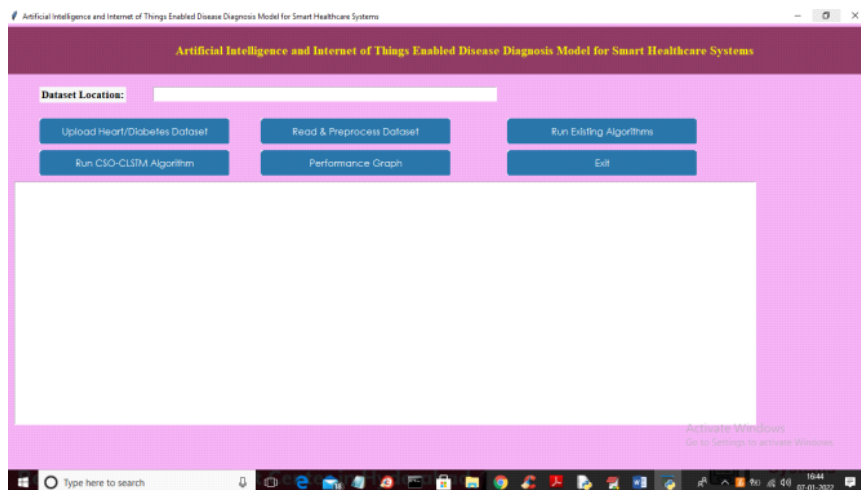 Artificial Intelligence and Internet of Things Enabled Disease Diagnosis Model for Smart Healthcare Systems
Artificial Intelligence and Internet of Things Enabled Disease Diagnosis Model for Smart Healthcare Systems
Dataset Location:
Upload Heart/Diabetes Dataset
Read & Preprocess Dataset
Run Existing Algorithms
Run CSO-CLSTM Algorithm
Performance Graph
Exit
Activate Windows
Go to Settings to activate Windows.
Type here to search
16:44
07-01-2022